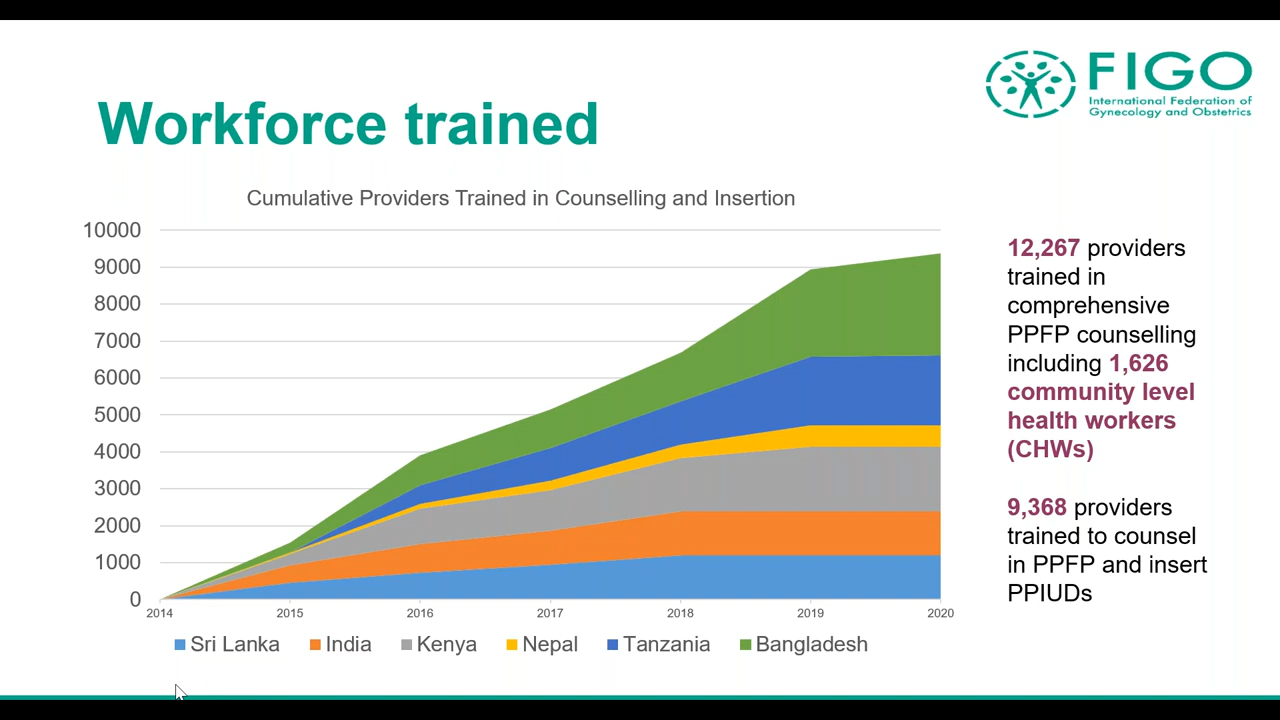 FIGO
International Federation of
Gynecology and Obstetrics
Workforce trained
Cumulative Providers Trained in Counselling and Insertion
10000
9000
8000
7000
6000
5000
4000
3000
2000
1000
0
2014 2015 2016 2017 2018 2019 2020
Sri Lanka India Kenya Nepal Tanzania Bangladesh
12,267 providers
trained in
comprehensive
PPFP counselling
including 1,626
community level
health workers
(CHWs)
9,368 providers
trained to counsel
in PPFP and insert
PPIUDs